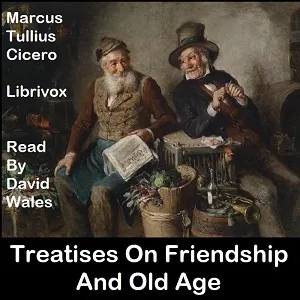 Marcus
Tullius
Cicero
Librivox
Read
By
David
Wales
Treatises On Friendship
And Old Age